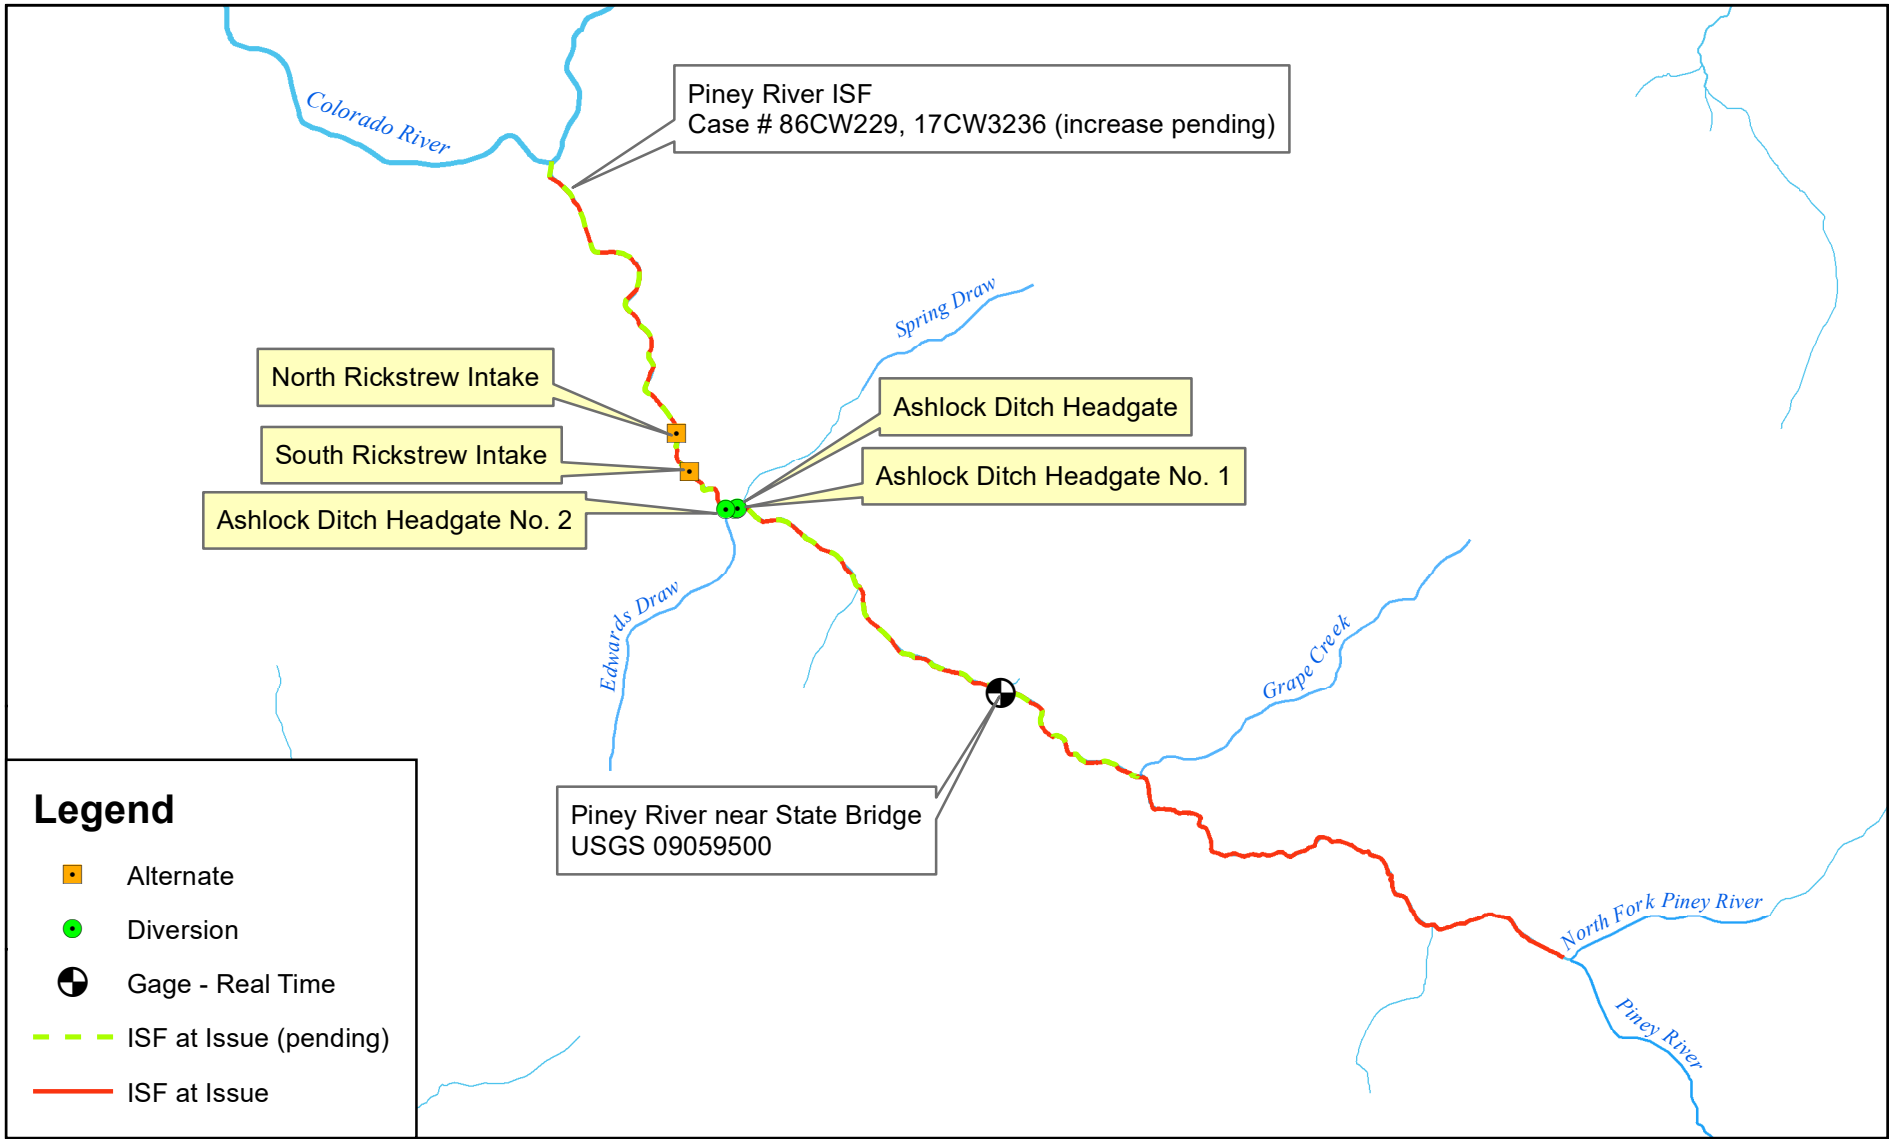 Colorado River
Piney River ISF
Case # 86CW229, 17CW3236 (increase pending)
Spring Draw
North Rickstrew Intake
Ashlock Ditch Headgate
South Rickstrew Intake
Ashlock Ditch Headgate No. 1
Ashlock Ditch Headgate No. 2
Edwards Draw
Grape Creek
Piney River near State Bridge
USGS 09059500
North Fork Piney River
Piney River
Legend
Alternate
Diversion
Gage - Real Time
ISF at Issue (pending)
ISF at Issue